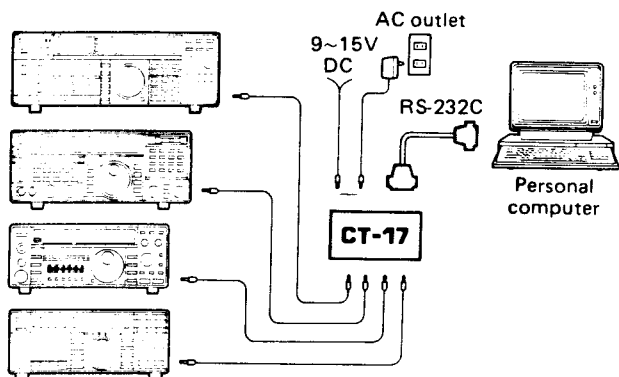 AC outlet
9~15V
DC
RS-232C
Personal
computer
CT-17